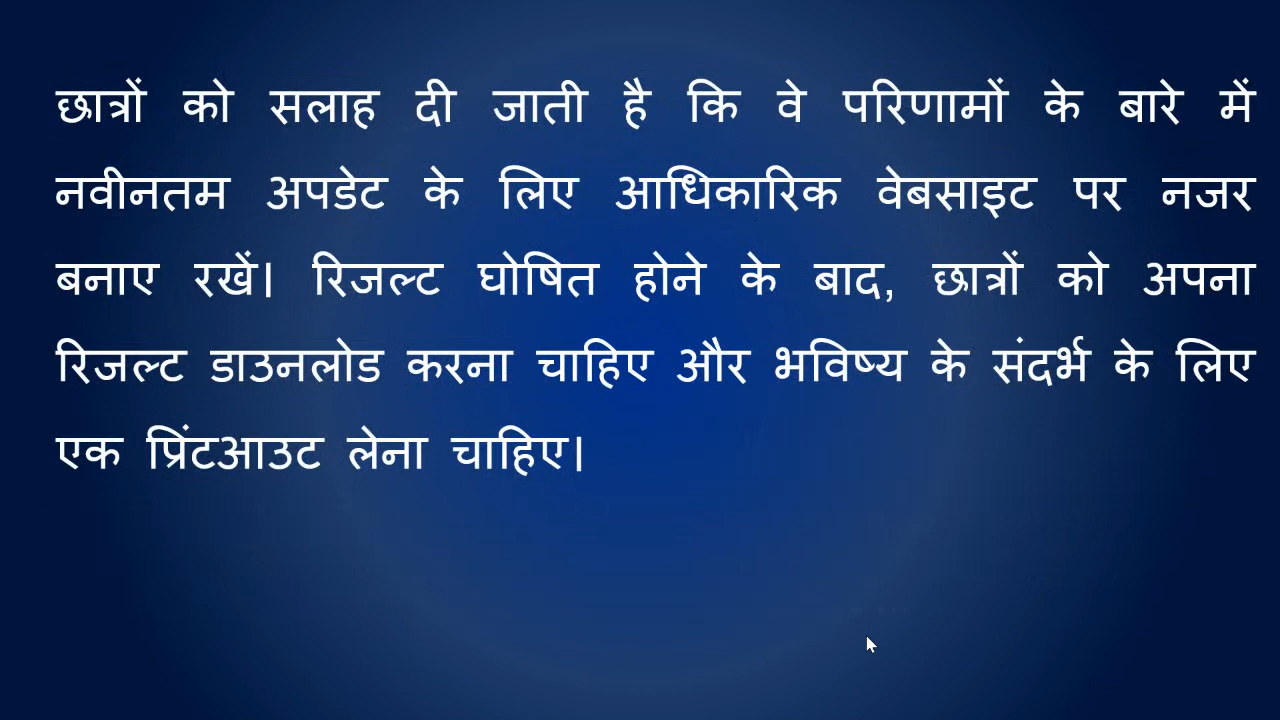 छात्रों को सलाह दी जाती है कि वे परिणामों के बारे में
नवीनतम अपडेट के लिए आधिकारिक वेबसाइट पर नजर
बनाए रखें। रिजल्ट घोषित होने के बाद, छात्रों को अपना
रिजल्ट डाउनलोड करना चाहिए और भविष्य के संदर्भ के लिए
एक प्रिंटआउट लेना चाहिए।